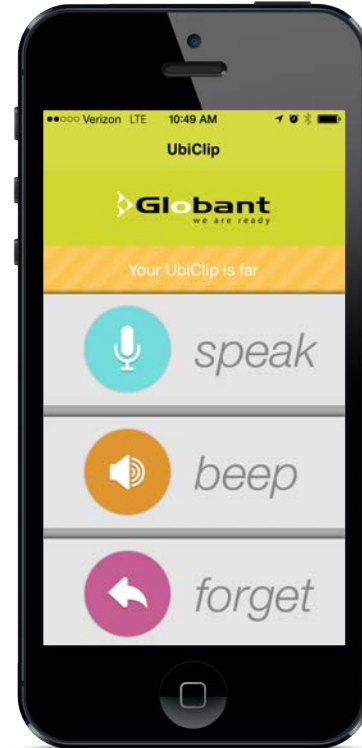 Verizon LTE 10:49 AM
UbiClip
Globant
we are ready
Your UbiClip is far
speak
beep
forget